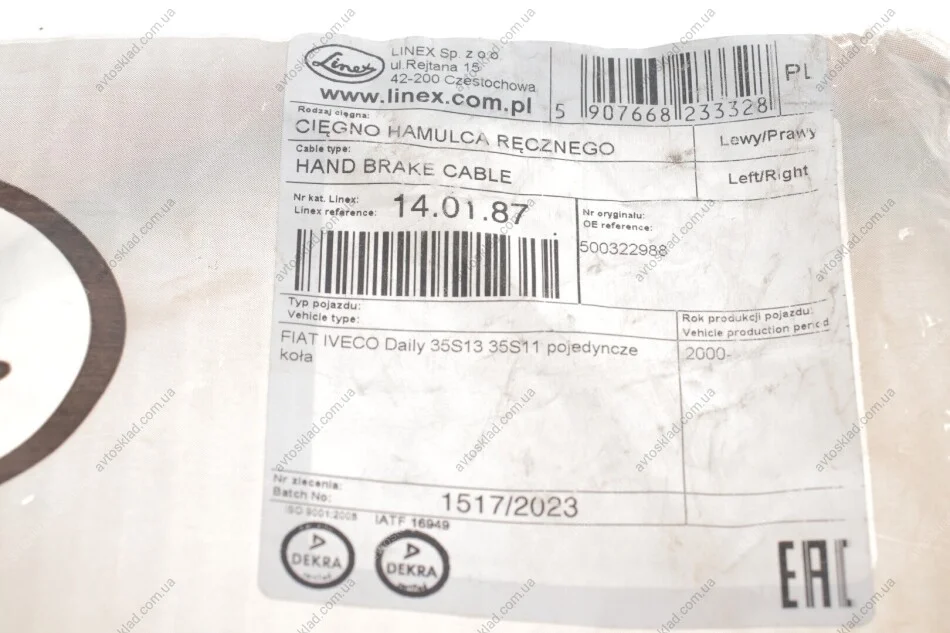 Linex
LINEX Sp. z o.o.
ul.Rejtana 15
42-200 Częstochowa
www.linex.com.pl
5 907668 233328
PL
Rodzaj cięgna:
CIĘGNO HAMULCA RĘCZNEGO
Lewy/Prawy
Cable type:
HAND BRAKE CABLE
Left/Right
Nr kat. Linex:
Linex reference:
14.01.87
Nr oryginału:
OE reference:
500322988
Typ pojazdu:
Vehicle type:
Rok produkcji pojazdu:
Vehicle production period
FIAT IVECO Daily 35S13 35S11 pojedyncze
koła
2000-
Nr zlecenia:
Batch No:
1517/2023
ISO 9001:2008
IATF 16949
DEKRA
DEKRA
EAC
avtosklad.com.ua